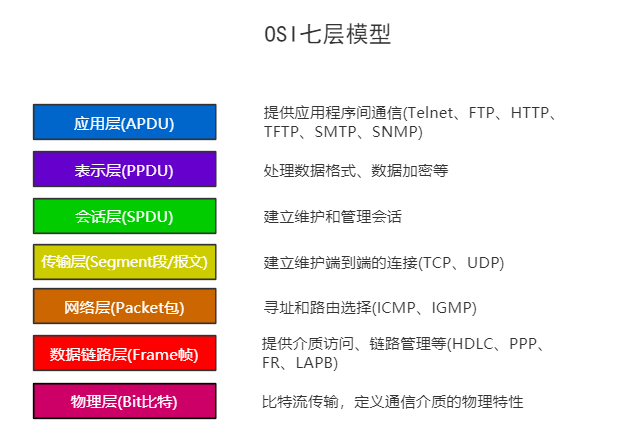 OSI七层模型
应用层(APDU)
提供应用程序间通信(Telnet、FTP、HTTP、
TFTP、SMTP、SNMP)
表示层(PPDU)
处理数据格式、数据加密等
会话层(SPDU)
建立维护和管理会话
传输层(Segment段/报文)
建立维护端到端的连接(TCP、UDP)
网络层(Packet包)
寻址和路由选择(ICMP、IGMP)
数据链路层(Frame帧)
提供介质访问、链路管理等(HDLC、PPP、
FR、LAPB)
物理层(Bit比特)
比特流传输，定义通信介质的物理特性